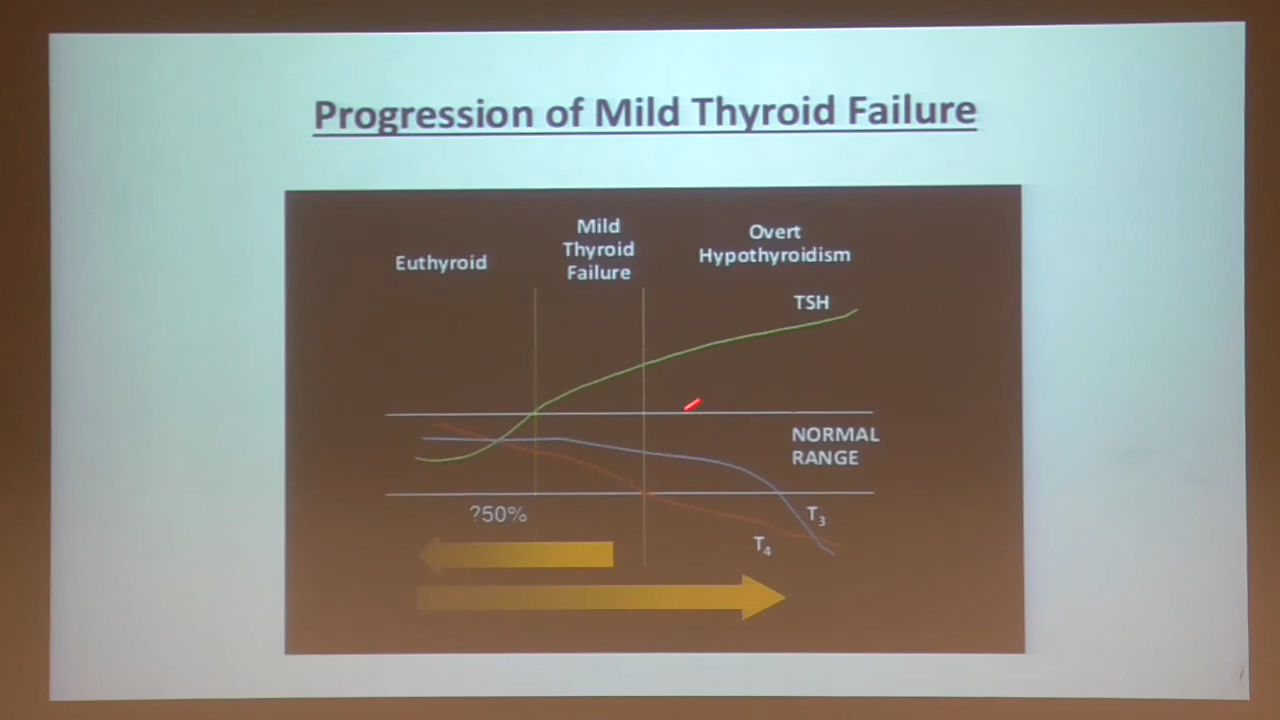 Progression of Mild Thyroid Failure
Euthyroid
Mild
Thyroid
Failure
Overt
Hypothyroidism
TSH
NORMAL
RANGE
?50%
T3
T4